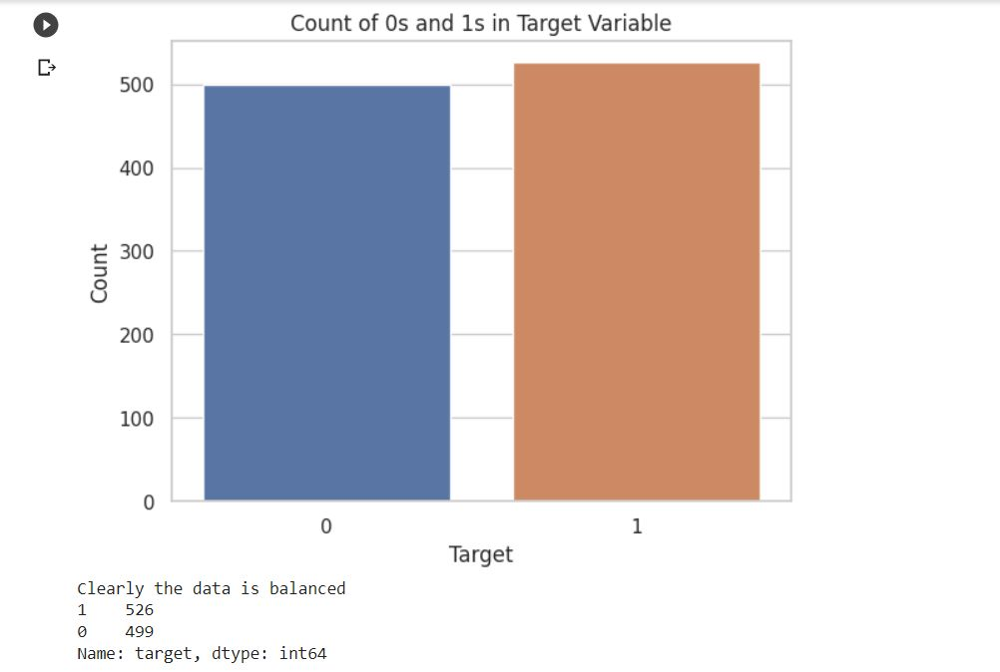 Count of 0s and 1s in Target Variable
500
400
300
200
100
0
Count
0 1
Target
Clearly the data is balanced
1    526
0    499
Name: target, dtype: int64